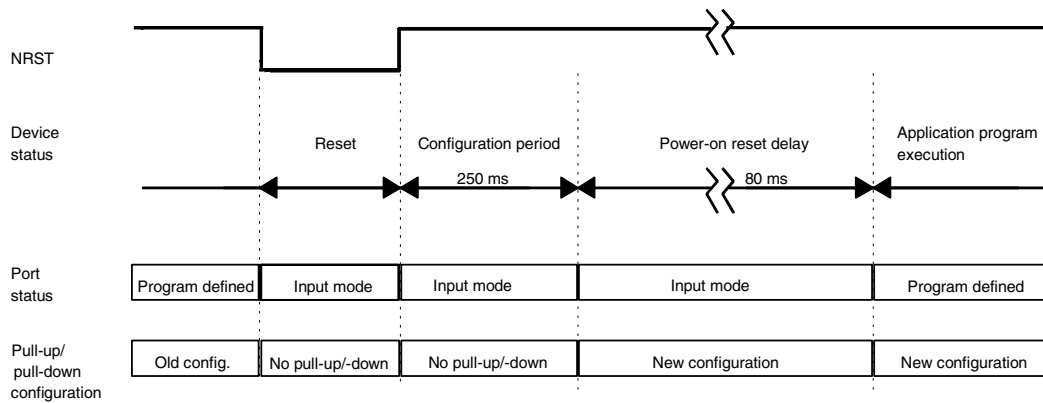 NRST
Device
status
Reset
Configuration period
Power-on reset delay
Application program
execution
250 ms
80 ms
Port
status
Program defined
Input mode
Input mode
Input mode
Program defined
Pull-up/
pull-down
configuration
Old config.
No pull-up/-down
No pull-up/-down
New configuration
New configuration